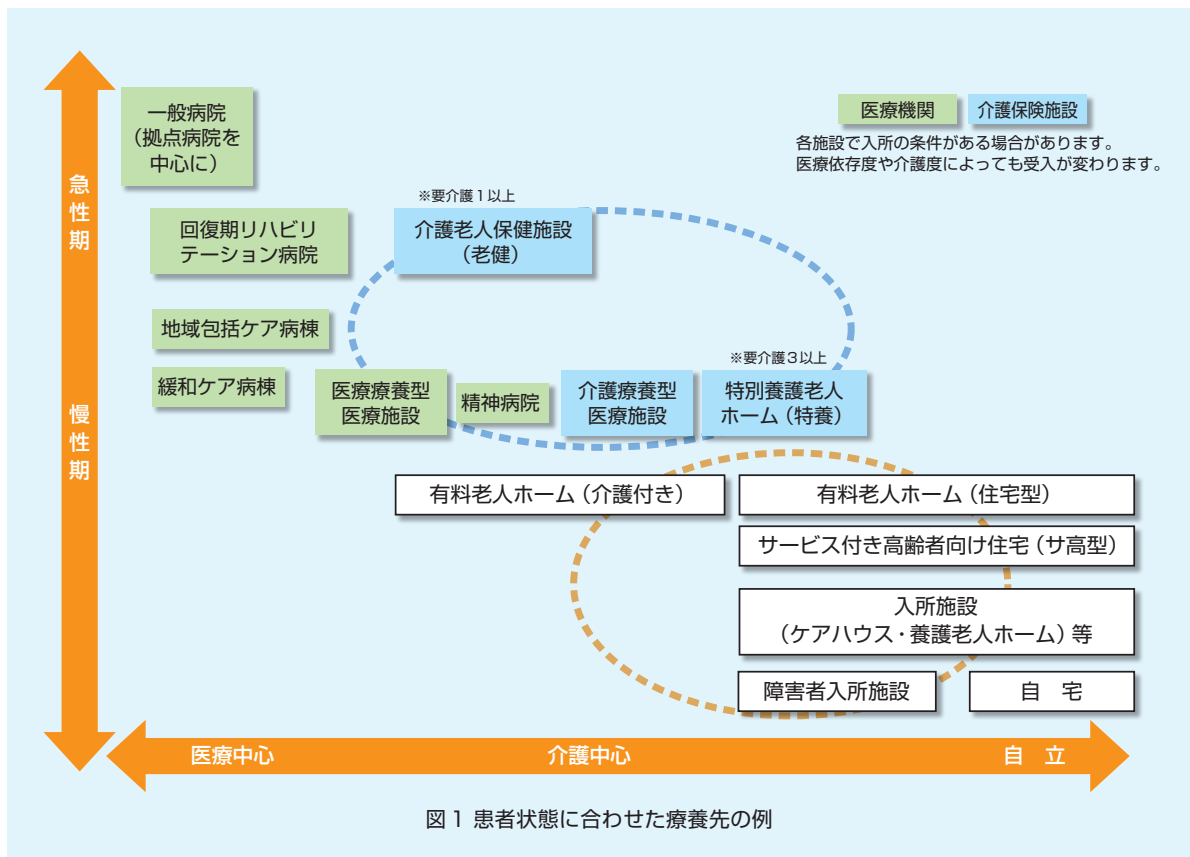 一般病院
（拠点病院を
中心に）
医療機関
介護保険施設
各施設で入所の条件がある場合があります。
医療依存度や介護度によっても受入が変わります。
急性期
慢性期
※要介護１以上
回復期リハビリ
テーション病院
介護老人保健施設
（老健）
地域包括ケア病棟
※要介護３以上
緩和ケア病棟
医療療養型
医療施設
精神病院
介護療養型
医療施設
特別養護老人
ホーム（特養）
有料老人ホーム（介護付き）
有料老人ホーム（住宅型）
サービス付き高齢者向け住宅（サ高型）
入所施設
（ケアハウス・養護老人ホーム）等
障害者入所施設
自　宅
医療中心
介護中心
自　立
図１ 患者状態に合わせた療養先の例